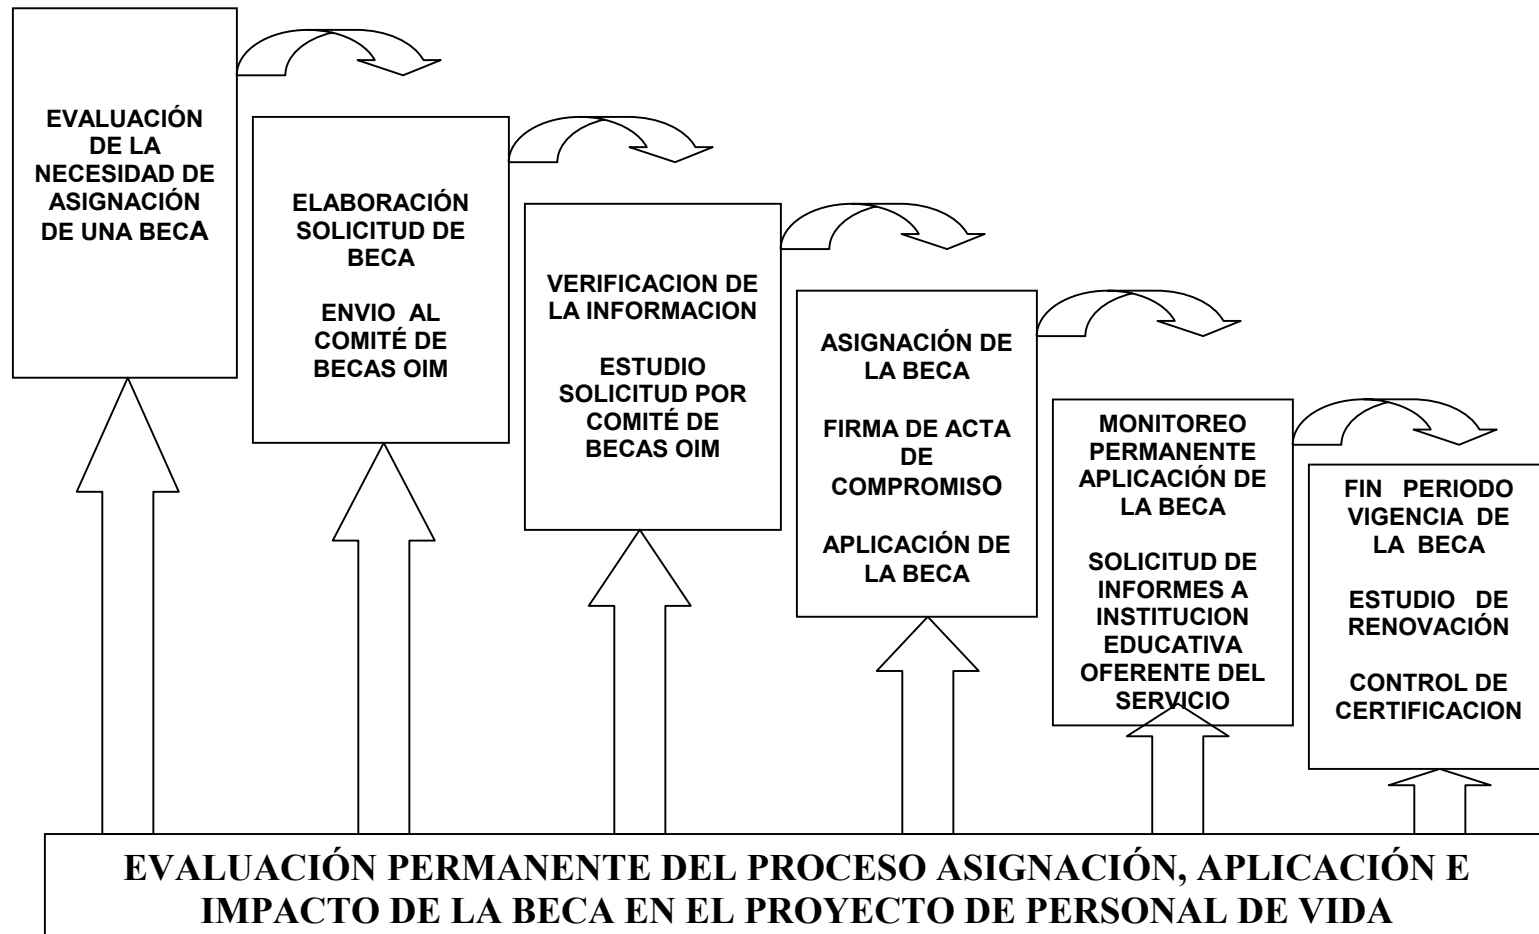 EVALUACIÓN
DE LA
NECESIDAD DE
ASIGNACIÓN
DE UNA BECA
ELABORACIÓN
SOLICITUD DE
BECA
ENVIO AL
COMITÉ DE
BECAS OIM
VERIFICACION DE
LA INFORMACION
ESTUDIO
SOLICITUD POR
COMITÉ DE
BECAS OIM
ASIGNACIÓN DE
LA BECA
FIRMA DE ACTA
DE
COMPROMISO
APLICACIÓN DE
LA BECA
MONITOREO
PERMANENTE
APLICACIÓN DE
LA BECA
SOLICITUD DE
INFORMES A
INSTITUCION
EDUCATIVA
OFERENTE DEL
SERVICIO
FIN PERIODO
VIGENCIA DE
LA BECA
ESTUDIO DE
RENOVACIÓN
CONTROL DE
CERTIFICACION
EVALUACIÓN PERMANENTE DEL PROCESO ASIGNACIÓN, APLICACIÓN E
IMPACTO DE LA BECA EN EL PROYECTO DE PERSONAL DE VIDA